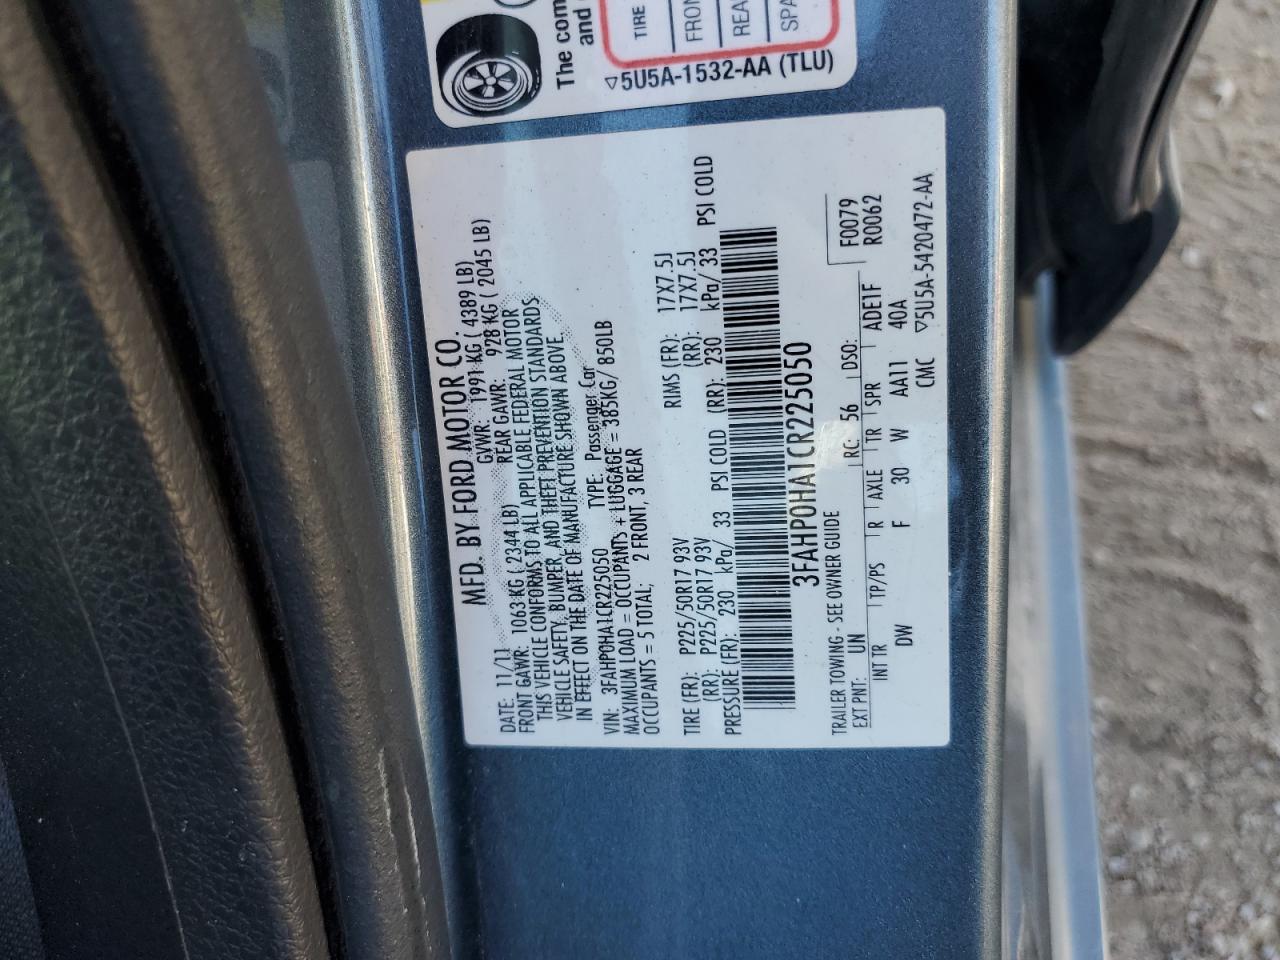 The com
and
TIRE
FRON
REA
SPA
5U5A-1532-AA (TLU)
MFD. BY FORD MOTOR CO.
DATE: 11/11 GVWR: 1991 KG ( 4389 LB)
FRONT GAWR: 1063 KG ( 2344 LB) REAR GAWR: 928 KG ( 2045 LB)
THIS VEHICLE CONFORMS TO ALL APPLICABLE FEDERAL MOTOR
VEHICLE SAFETY, BUMPER, AND THEFT PREVENTION STANDARDS
IN EFFECT ON THE DATE OF MANUFACTURE SHOWN ABOVE.
VIN: 3FAHP0HA1CR225050 TYPE: Passenger Car
MAXIMUM LOAD = OCCUPANTS + LUGGAGE = 385KG/ 850LB
OCCUPANTS = 5 TOTAL; 2 FRONT, 3 REAR
TIRE (FR): P225/50R17 93V RIMS (FR): 17X7.5J
(RR): P225/50R17 93V (RR): 17X7.5J
PRESSURE (FR): 230 kPa/ 33 PSI COLD (RR): 230 kPa/ 33 PSI COLD
3FAHP0HA1CR225050
TRAILER TOWING - SEE OWNER GUIDE F0079
EXT PNT: UN RC: 56 DSO: R0062
INT TR TP/PS R AXLE TR SPR ADE1F
DW F 30 W AA11 40A
CMC 5U5A-5420472-AA